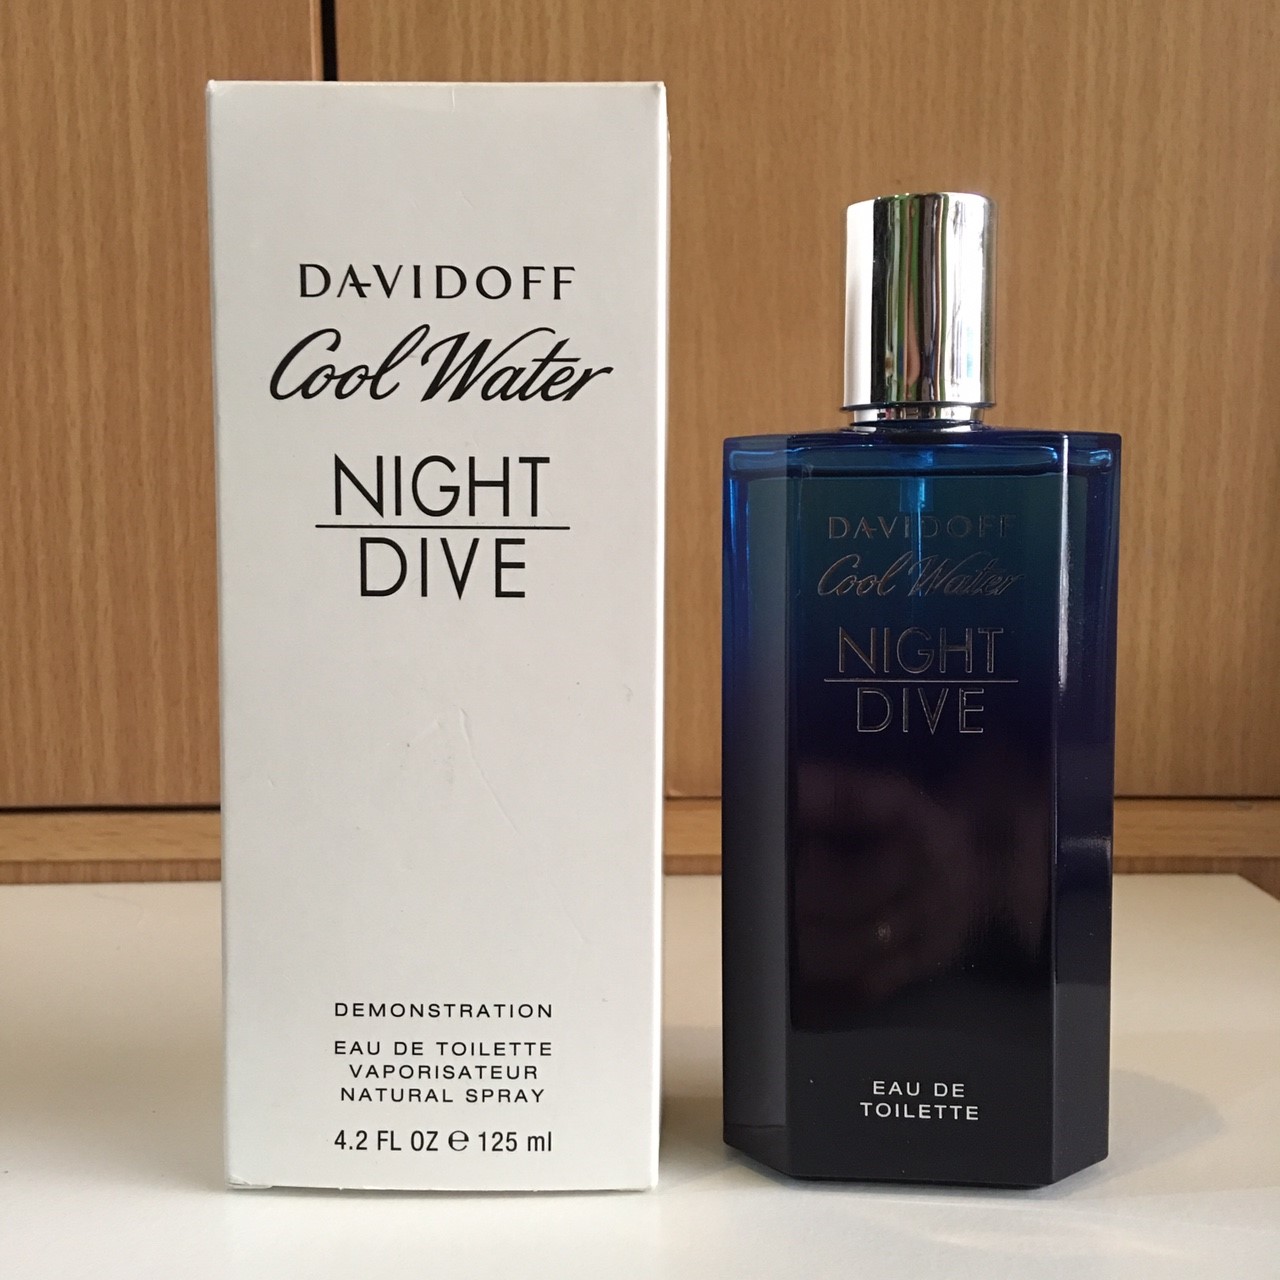 DAVIDOFF
Cool Water
NIGHT
DIVE
DEMONSTRATION
EAU DE TOILETTE
VAPORISATEUR
NATURAL SPRAY
4.2 FL OZ ℮ 125 ml
DAVIDOFF
Cool Water
NIGHT
DIVE
EAU DE
TOILETTE